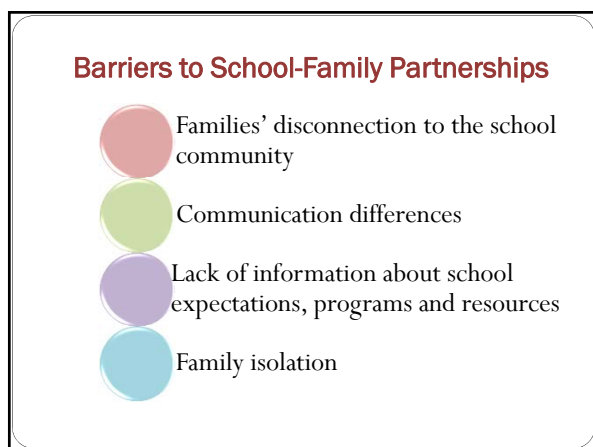 Barriers to School-Family Partnerships
Families’ disconnection to the school
community
Communication differences
Lack of information about school
expectations, programs and resources
Family isolation